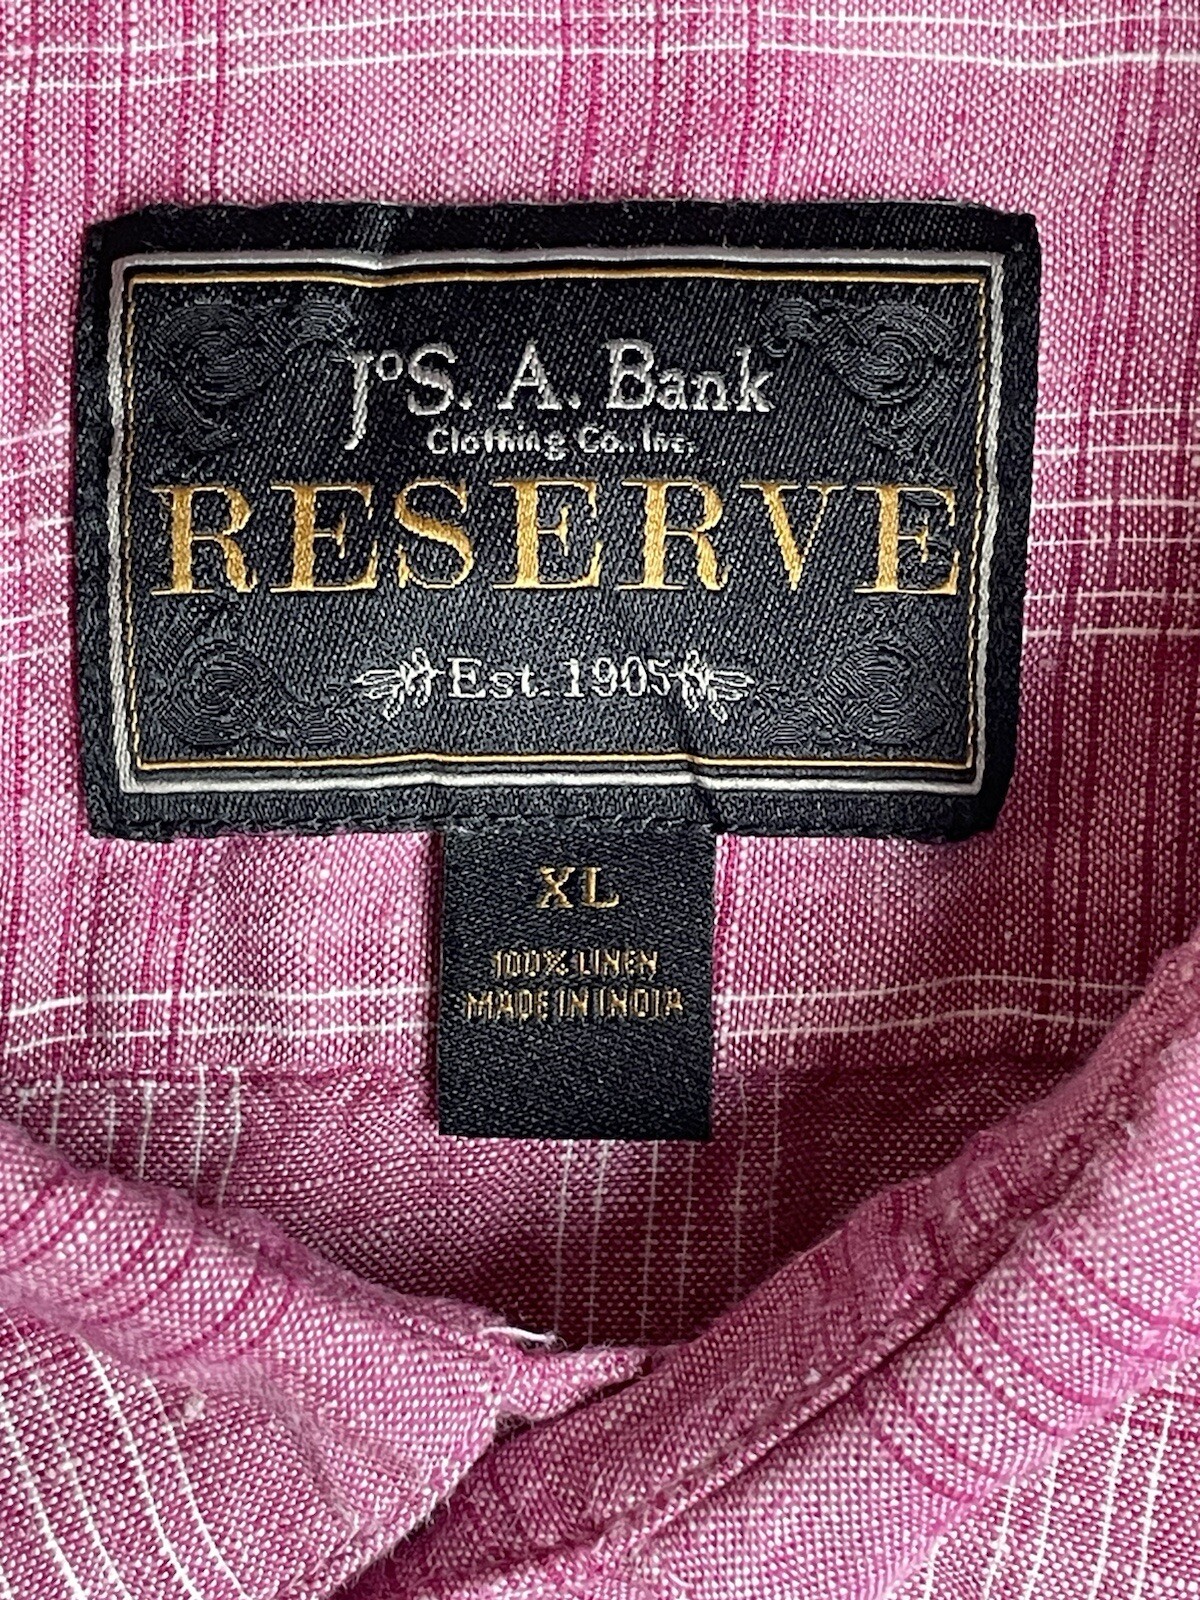 JoS. A. Bank
Clothing Co., Inc.
RESERVE
Est. 1905
XL
100% LINEN
MADE IN INDIA